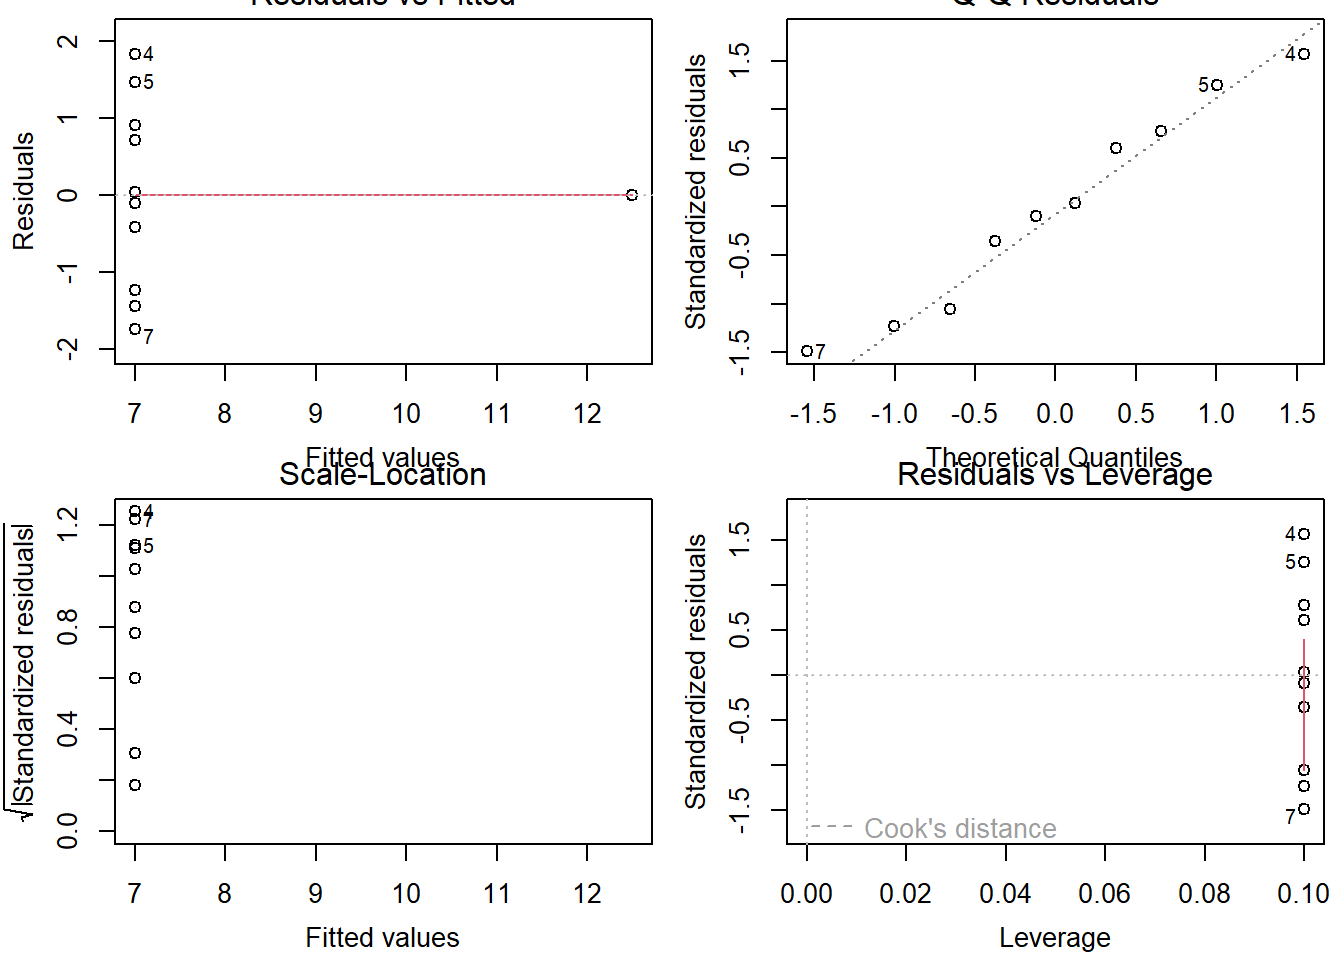 Residuals vs Fitted
Residuals
2
1
0
-1
-2
4
5
7
7 8 9 10 11 12
Fitted values
Q-Q Residuals
Standardized residuals
1.5
0.5
-0.5
-1.5
4
5
7
-1.5 -1.0 -0.5 0.0 0.5 1.0 1.5
Theoretical Quantiles
Scale-Location
√|Standardized residuals|
1.2
0.8
0.4
0.0
4
7
5
7 8 9 10 11 12
Fitted values
Residuals vs Leverage
Standardized residuals
1.5
0.5
-0.5
-1.5
4
5
7
Cook's distance
0.00 0.02 0.04 0.06 0.08 0.10
Leverage